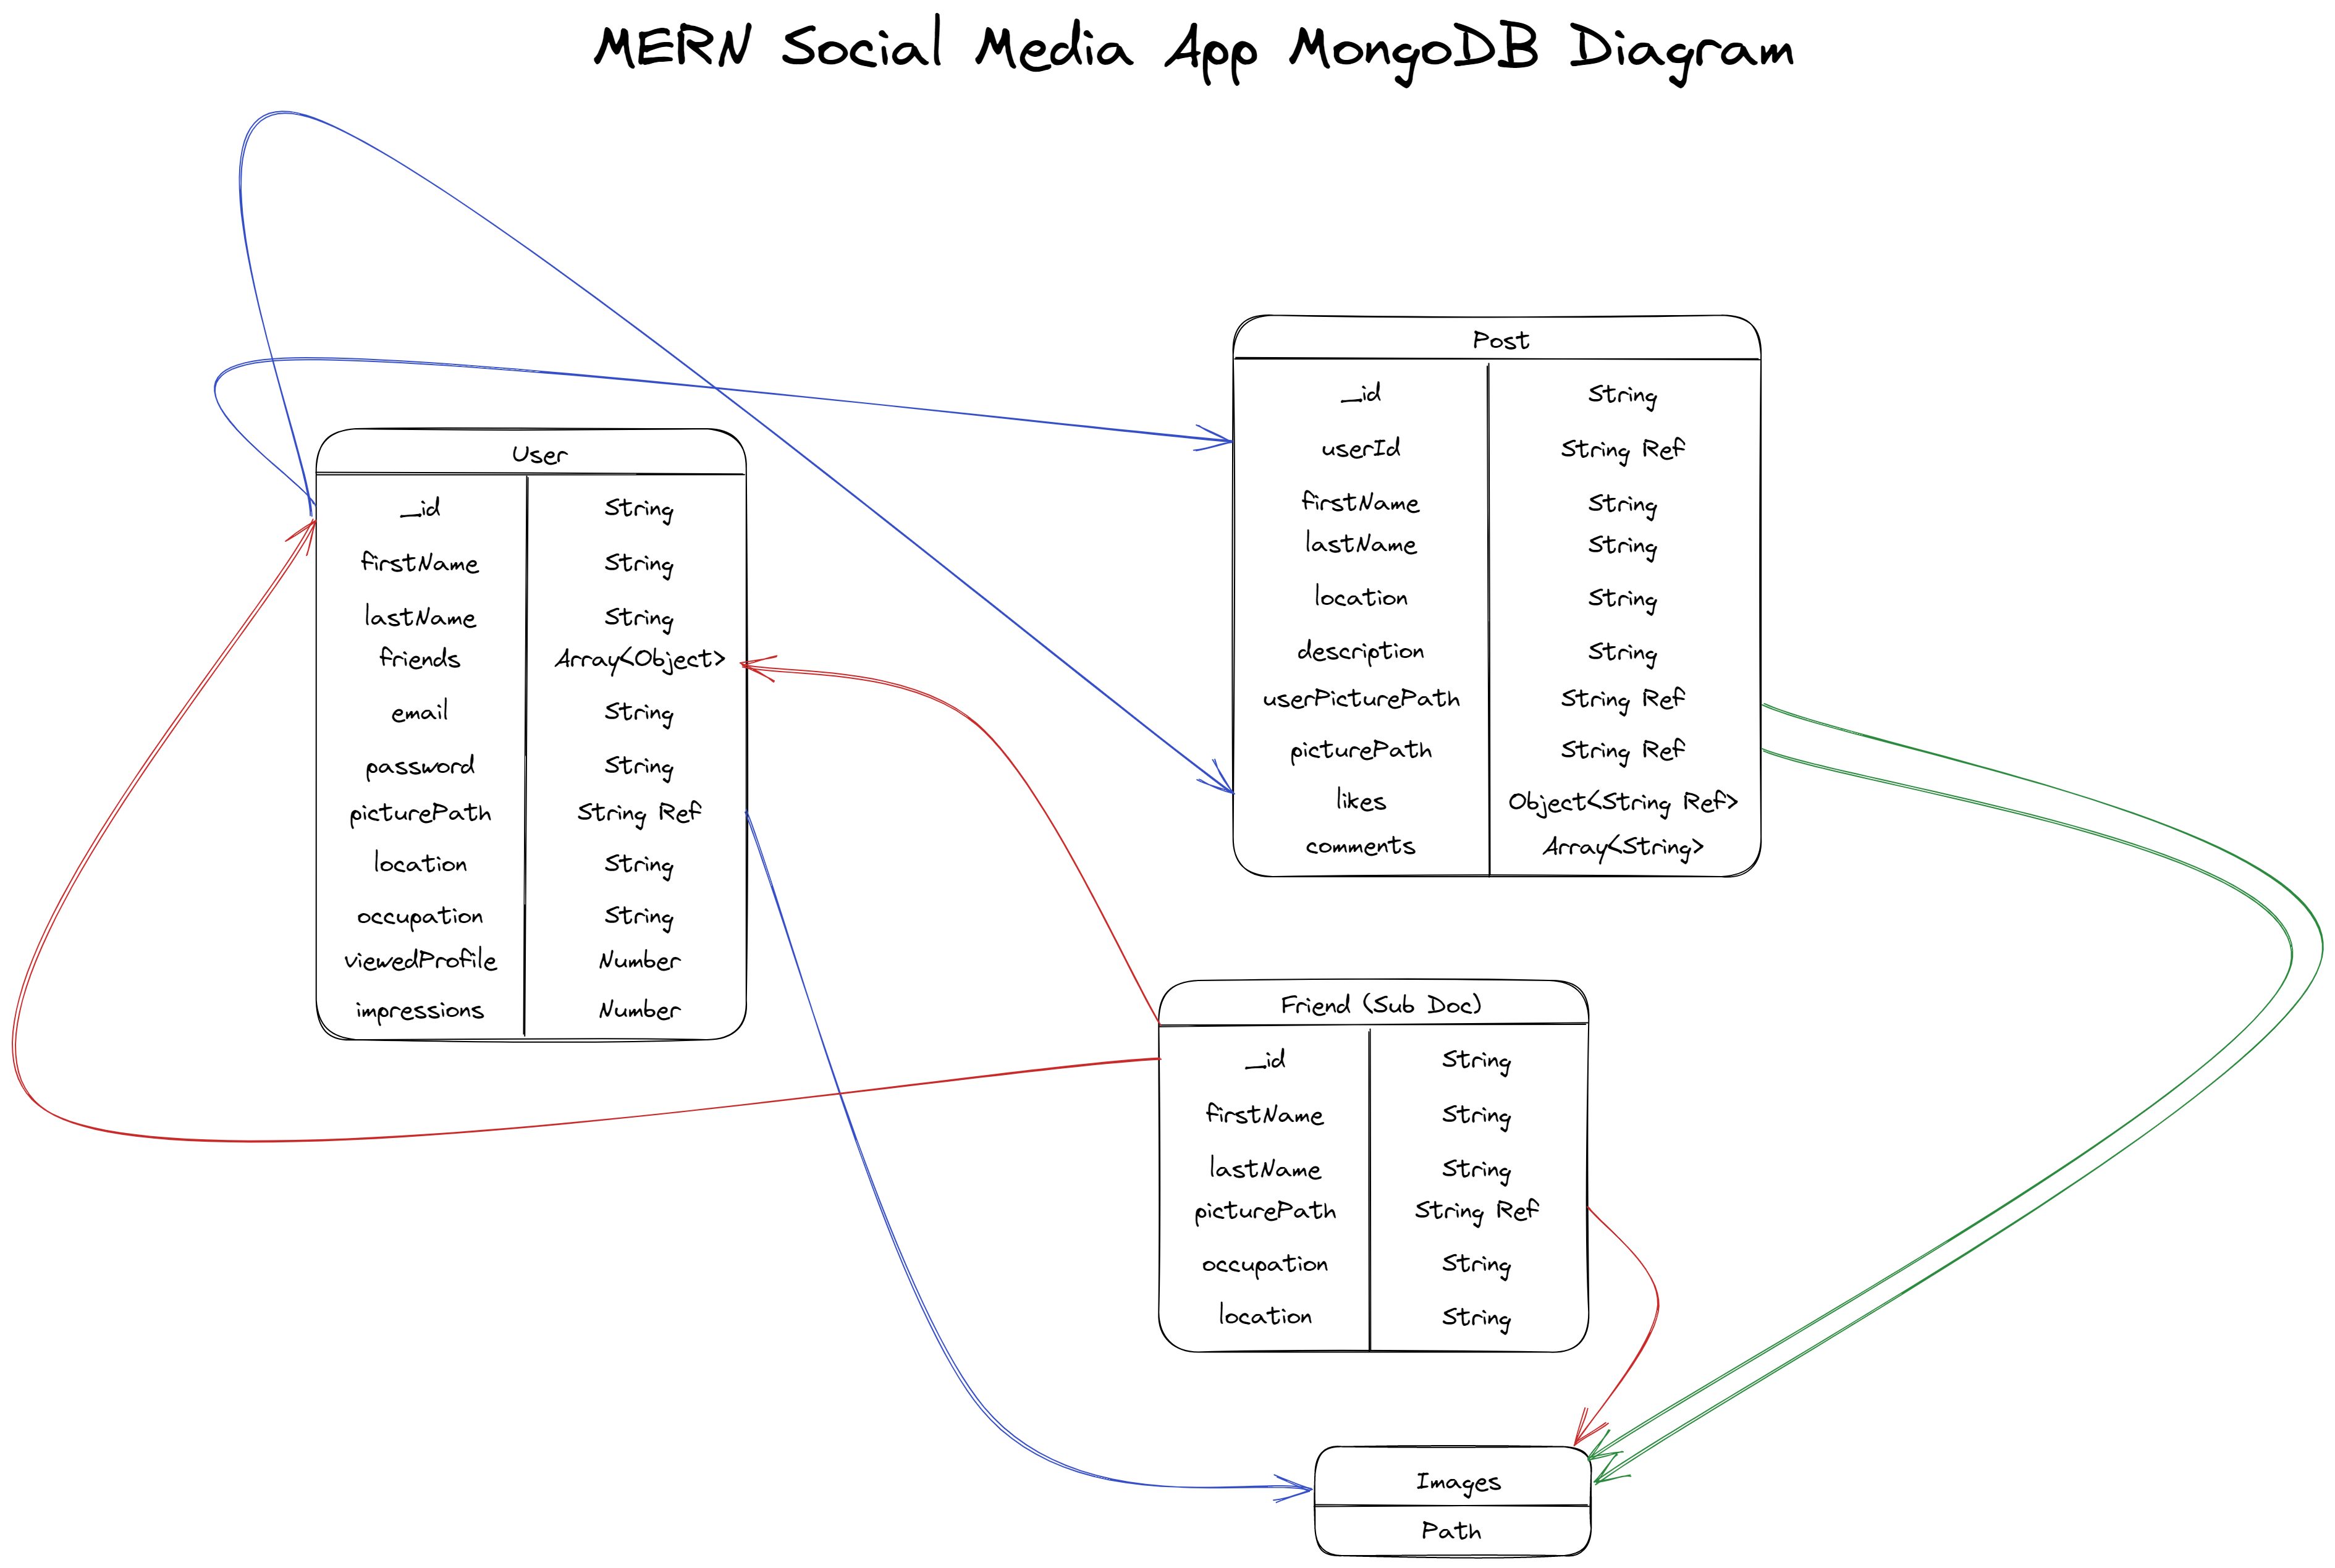 MERN Social Media App MongoDB Diagram
User
_id String
firstName String
lastName String
friends Array<Object>
email String
password String
picturePath String Ref
location String
occupation String
viewedProfile Number
impressions Number
Post
_id String
userId String Ref
firstName String
lastName String
location String
description String
userPicturePath String Ref
picturePath String Ref
likes Object<String Ref>
comments Array<String>
Friend (Sub Doc)
_id String
firstName String
lastName String
picturePath String Ref
occupation String
location String
Images
Path